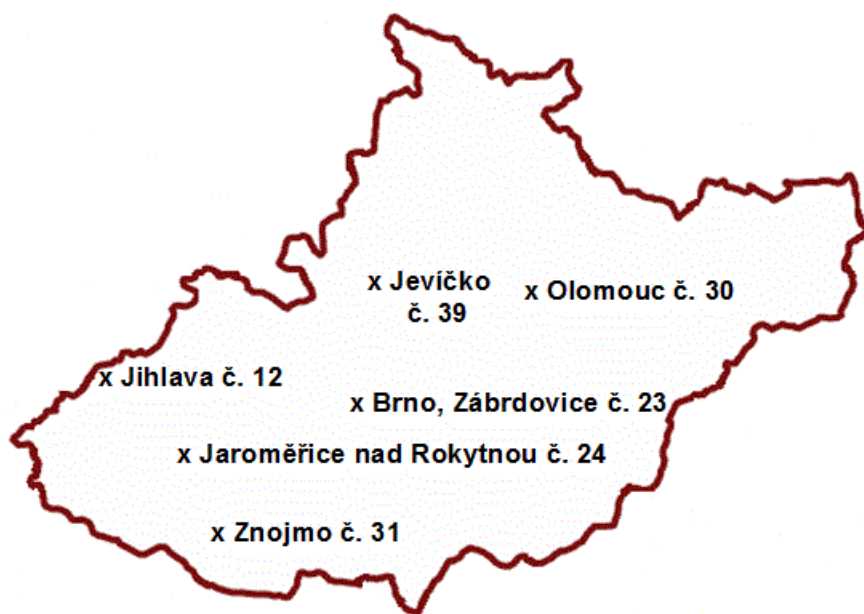 x Jevíčko
č. 39
x Olomouc č. 30
x Jihlava č. 12
x Brno, Zábrdovice č. 23
x Jaroměřice nad Rokytnou č. 24
x Znojmo č. 31